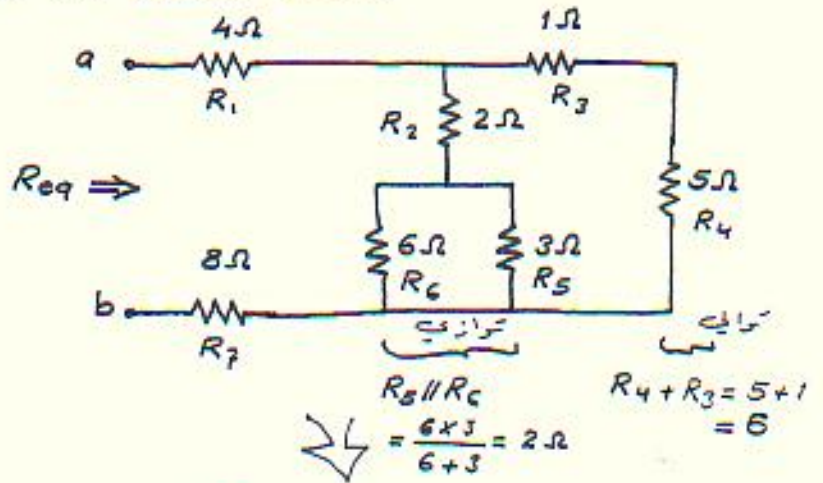 4Ω 1Ω
a R₁ R₃
R₂ 2Ω
Req ⇒ 5Ω
R₄
8Ω 6Ω 3Ω
R₆ R₅
b R₇
توازي توالي
R₅//R₆ R₄+R₃=5+1
=6
= 6×3/6+3 = 2Ω